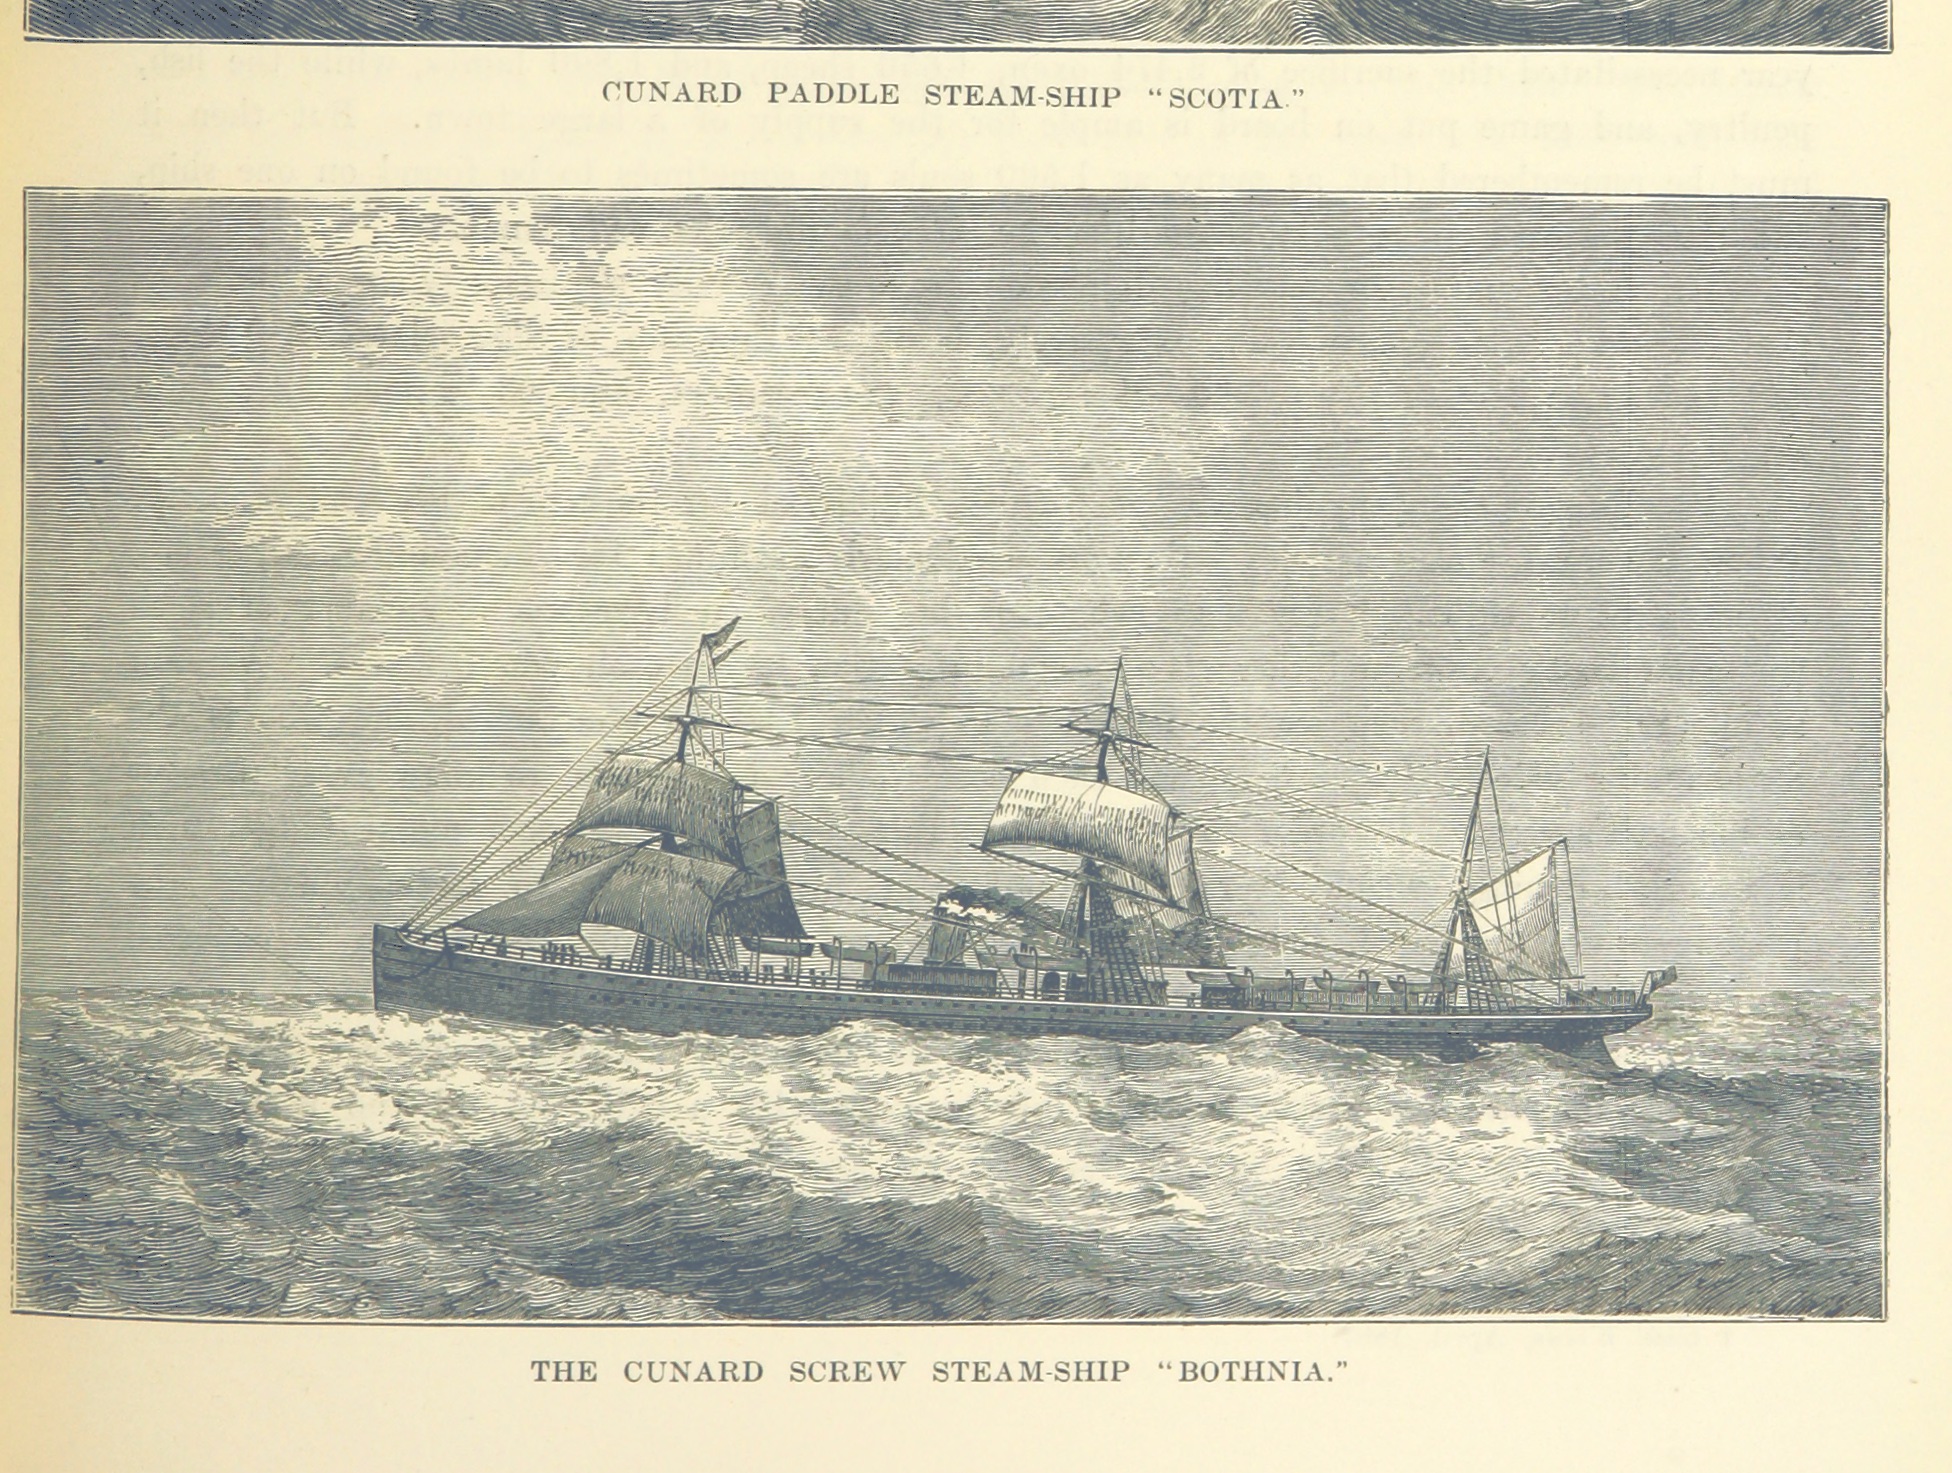 CUNARD PADDLE STEAM-SHIP “SCOTIA.”
THE CUNARD SCREW STEAM-SHIP “BOTHNIA.”